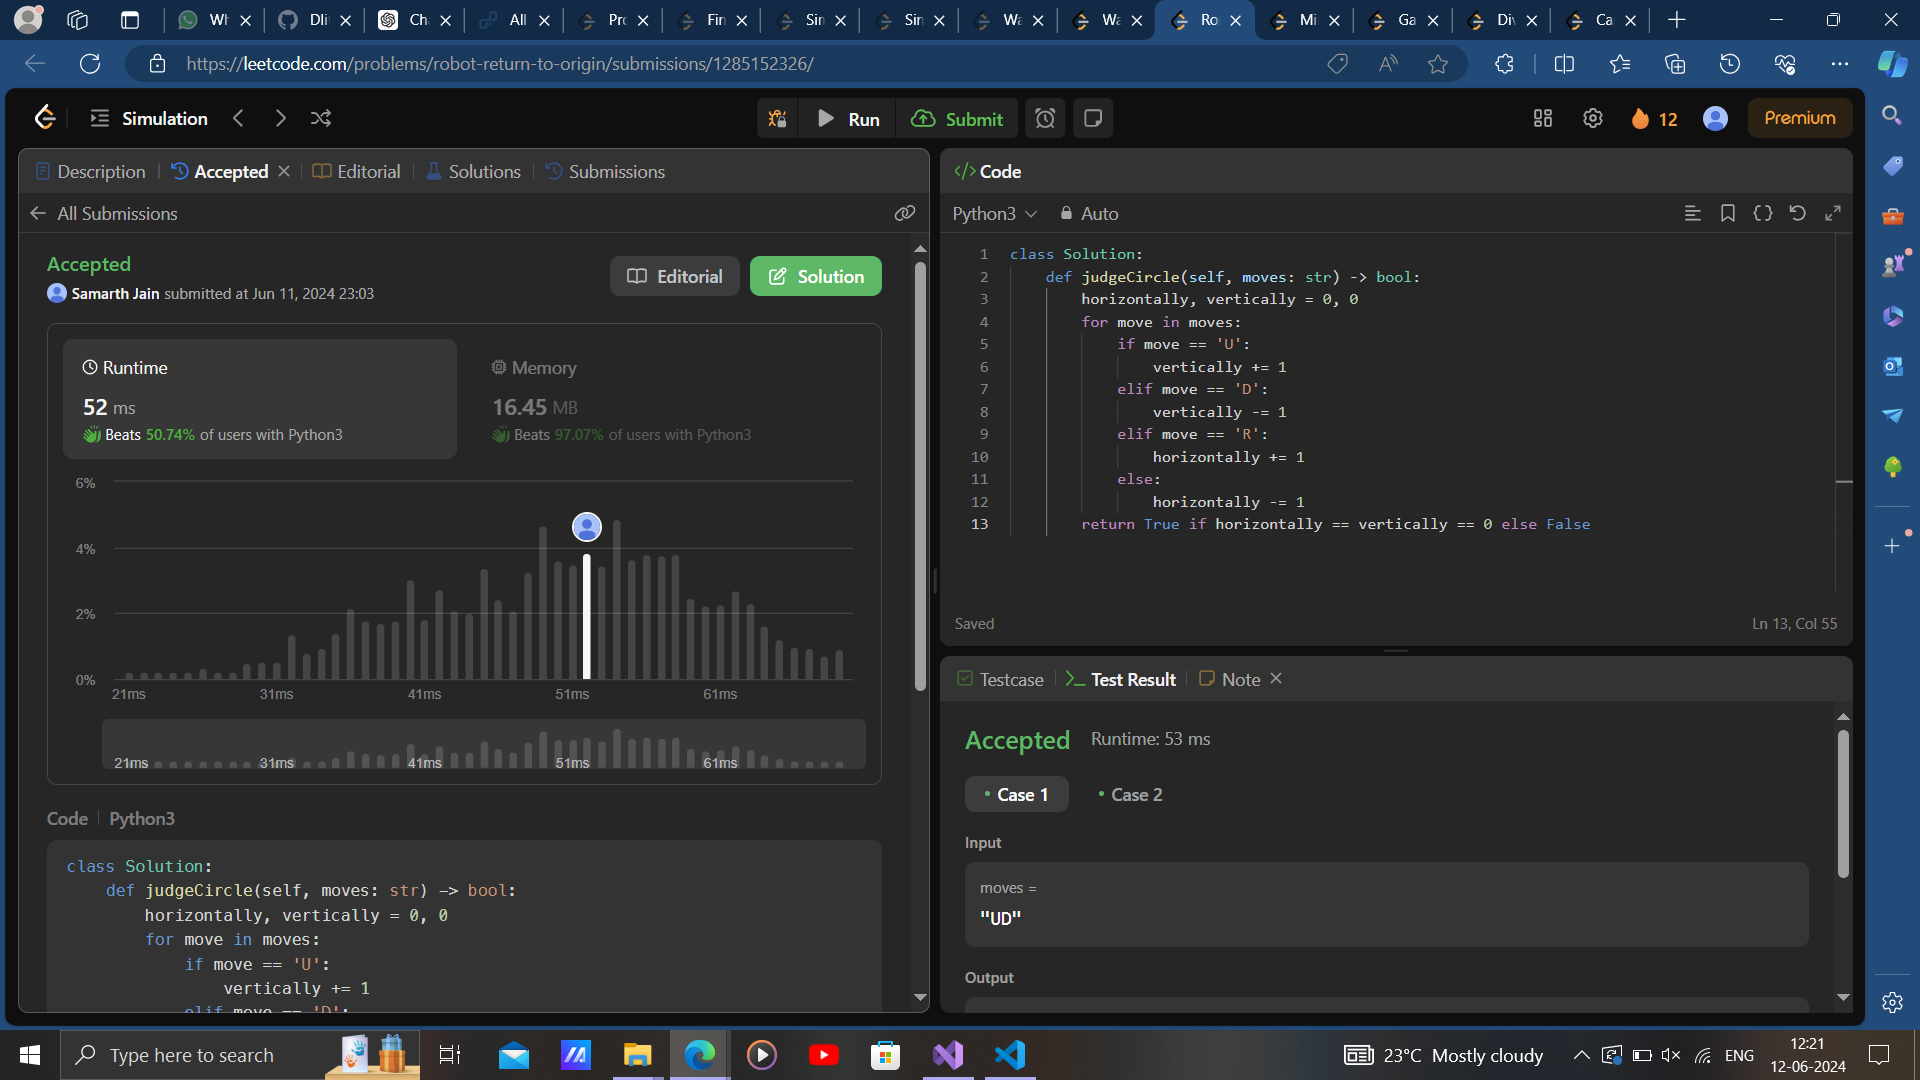 Wh
Dli
Ch
All
Pro
Fin
Sin
Sin
Wa
Wa
Ro
Mi
Ga
Div
Ca
https://leetcode.com/problems/robot-return-to-origin/submissions/1285152326/
Simulation
Run
Submit
12
Premium
Description
Accepted
Editorial
Solutions
Submissions
All Submissions
Accepted
Samarth Jain submitted at Jun 11, 2024 23:03
Editorial
Solution
Runtime
52 ms
Beats 50.74% of users with Python3
Memory
16.45 MB
Beats 97.07% of users with Python3
6%
4%
2%
0%
21ms 31ms 41ms 51ms 61ms
21ms 31ms 41ms 51ms 61ms
Code Python3
class Solution:
def judgeCircle(self, moves: str) -> bool:
horizontally, vertically = 0, 0
for move in moves:
if move == 'U':
vertically += 1
elif move == 'D':
</> Code
Python3 Auto
1 class Solution:
2 def judgeCircle(self, moves: str) -> bool:
3 horizontally, vertically = 0, 0
4 for move in moves:
5 if move == 'U':
6 vertically += 1
7 elif move == 'D':
8 vertically -= 1
9 elif move == 'R':
10 horizontally += 1
11 else:
12 horizontally -= 1
13 return True if horizontally == vertically == 0 else False
Saved
Ln 13, Col 55
Testcase
Test Result
Note
Accepted Runtime: 53 ms
Case 1
Case 2
Input
moves =
"UD"
Output
Type here to search
23°C Mostly cloudy
ENG
12:21
12-06-2024